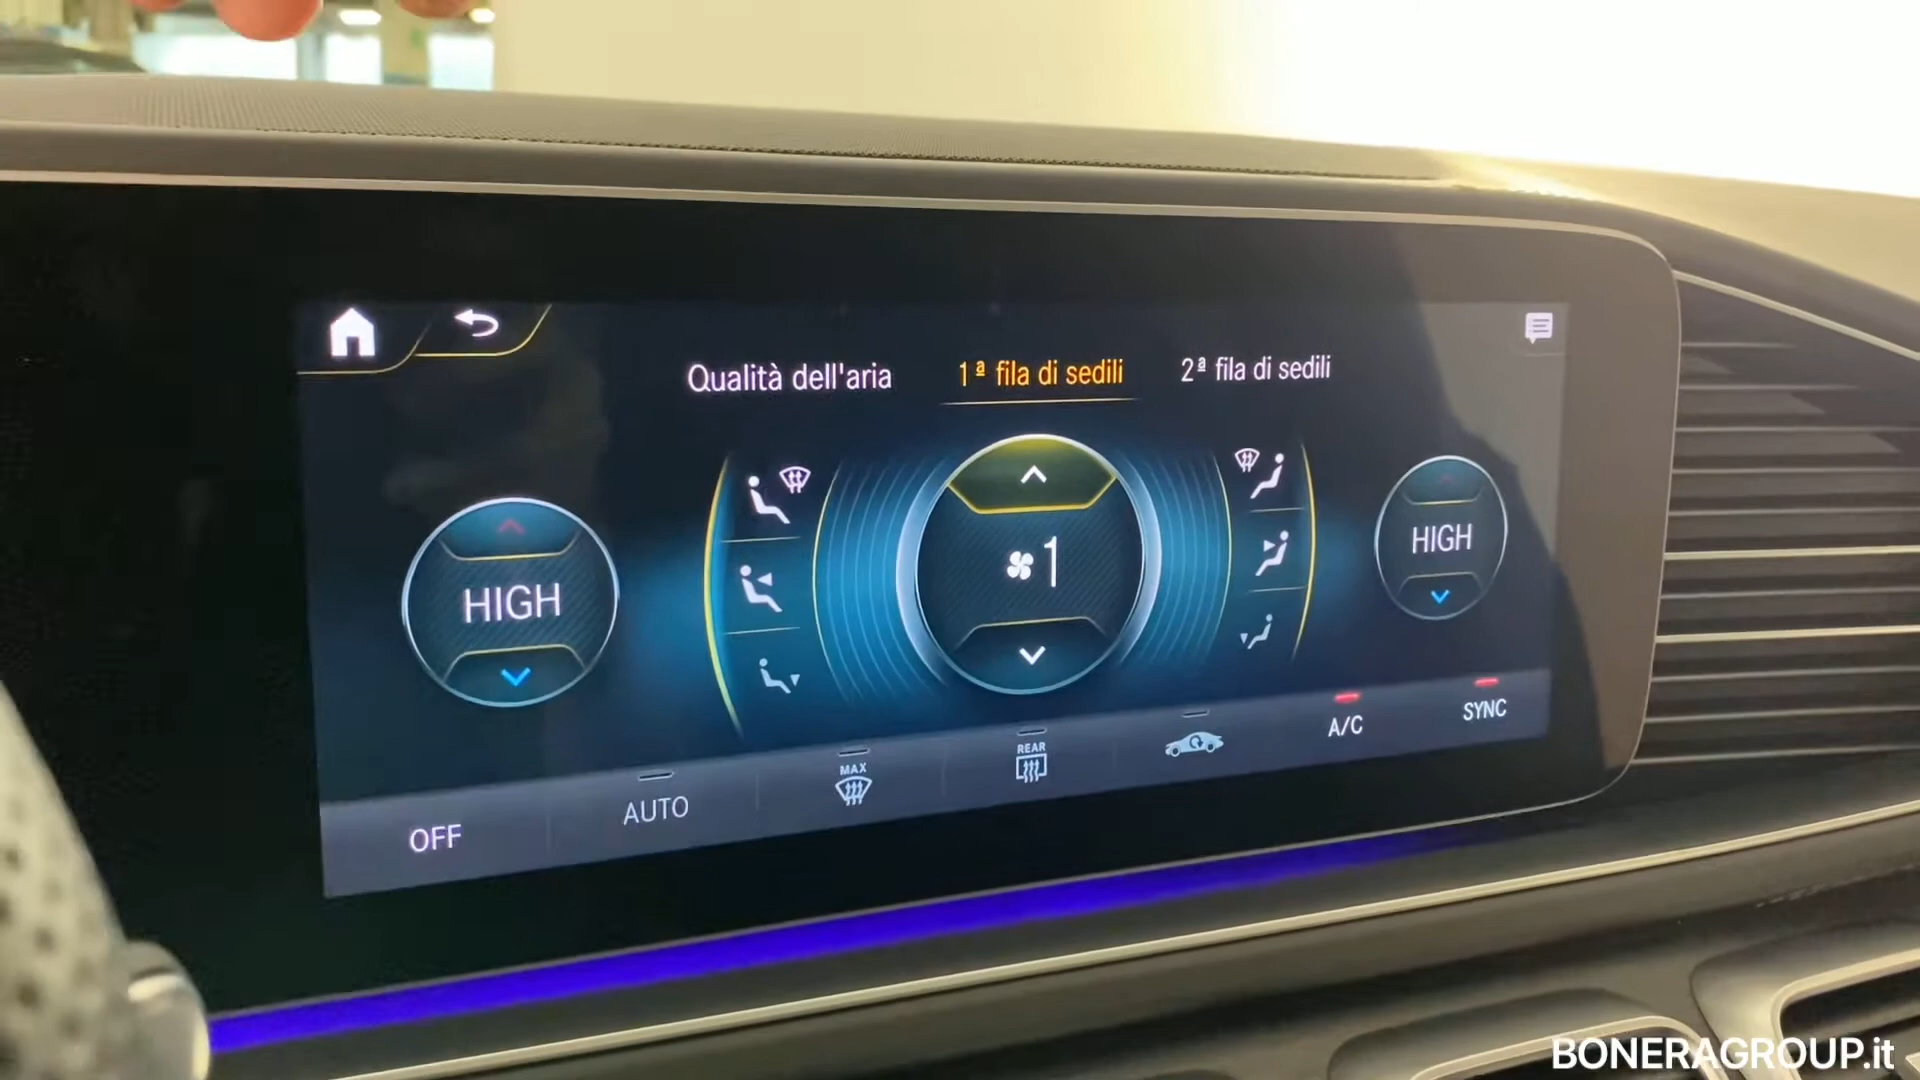 Qualità dell'aria 1ª fila di sedili 2ª fila di sedili
HIGH 1 HIGH
OFF AUTO MAX REAR A/C SYNC
BONERAGROUP.it